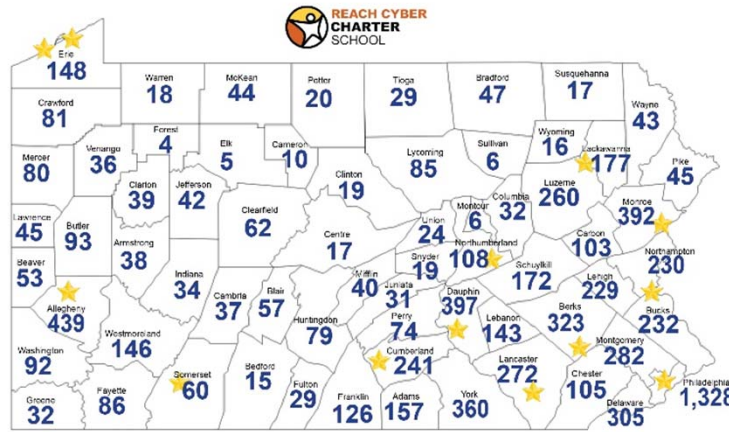 REACH CYBER
CHARTER
SCHOOL
Erie
148
Warren
18
McKean
44
Potter
20
Tioga
29
Bradford
47
Susquehanna
17
Wayne
43
Crawford
81
Forest
4
Elk
5
Cameron
10
Lycoming
85
Sullivan
6
Wyoming
16
Lackawanna
177
Pike
45
Mercer
80
Venango
36
Clarion
39
Jefferson
42
Clinton
19
Clearfield
62
Centre
17
Union
24
Montour
6
Columbia
32
Luzerne
260
Monroe
392
Lawrence
45
Butler
93
Armstrong
38
Indiana
34
Cambria
37
Blair
57
Huntingdon
79
Mifflin
40
Juniata
31
Snyder
19
Northumberland
108
Schuylkill
172
Carbon
103
Northampton
230
Lehigh
229
Beaver
53
Allegheny
439
Westmoreland
146
Perry
74
Dauphin
397
Lebanon
143
Berks
323
Bucks
232
Montgomery
282
Washington
92
Somerset
60
Bedford
15
Fulton
29
Cumberland
241
Lancaster
272
Chester
105
Philadelphia
1,328
Greene
32
Fayette
86
Franklin
126
Adams
157
York
360
Delaware
305